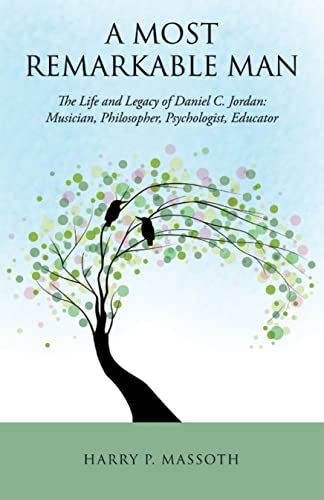 A MOST
REMARKABLE MAN
The Life and Legacy of Daniel C. Jordan:
Musician, Philosopher, Psychologist, Educator
HARRY P. MASSOTH